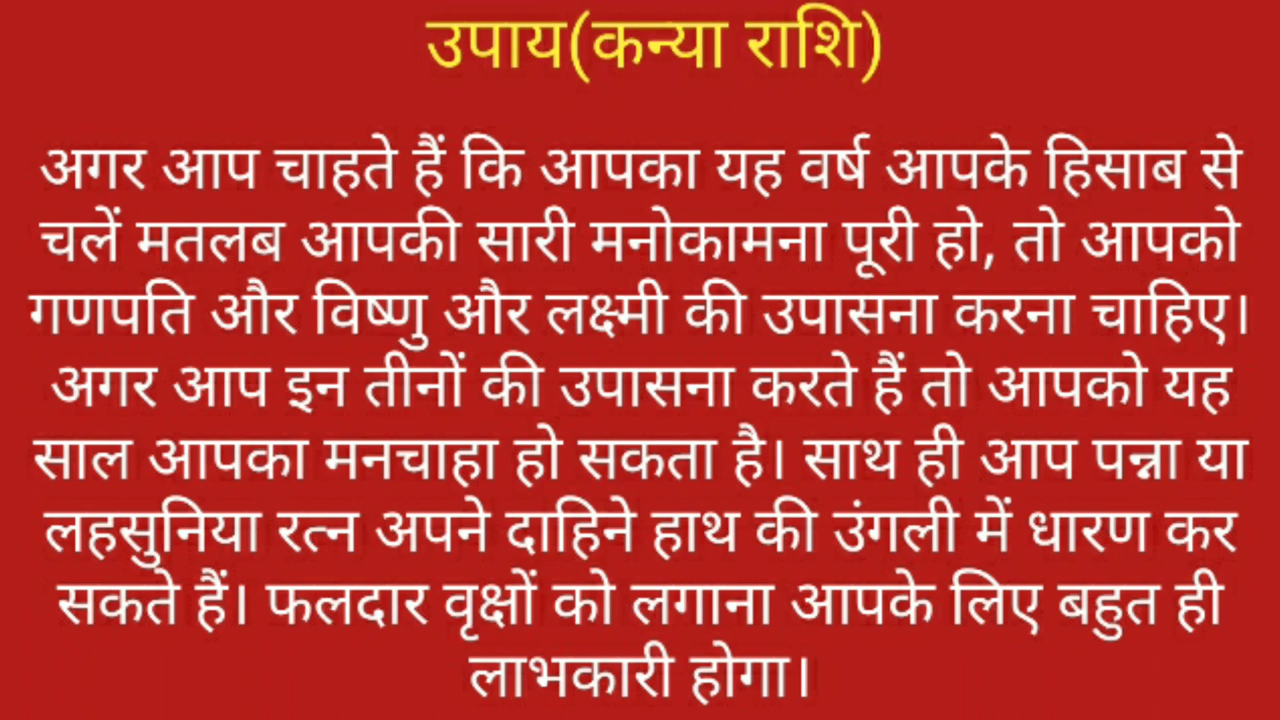 उपाय(कन्या राशि)
अगर आप चाहते हैं कि आपका यह वर्ष आपके हिसाब से
चलें मतलब आपकी सारी मनोकामना पूरी हो, तो आपको
गणपति और विष्णु और लक्ष्मी की उपासना करना चाहिए।
अगर आप इन तीनों की उपासना करते हैं तो आपको यह
साल आपका मनचाहा हो सकता है। साथ ही आप पन्ना या
लहसुनिया रत्न अपने दाहिने हाथ की उंगली में धारण कर
सकते हैं। फलदार वृक्षों को लगाना आपके लिए बहुत ही
लाभकारी होगा।